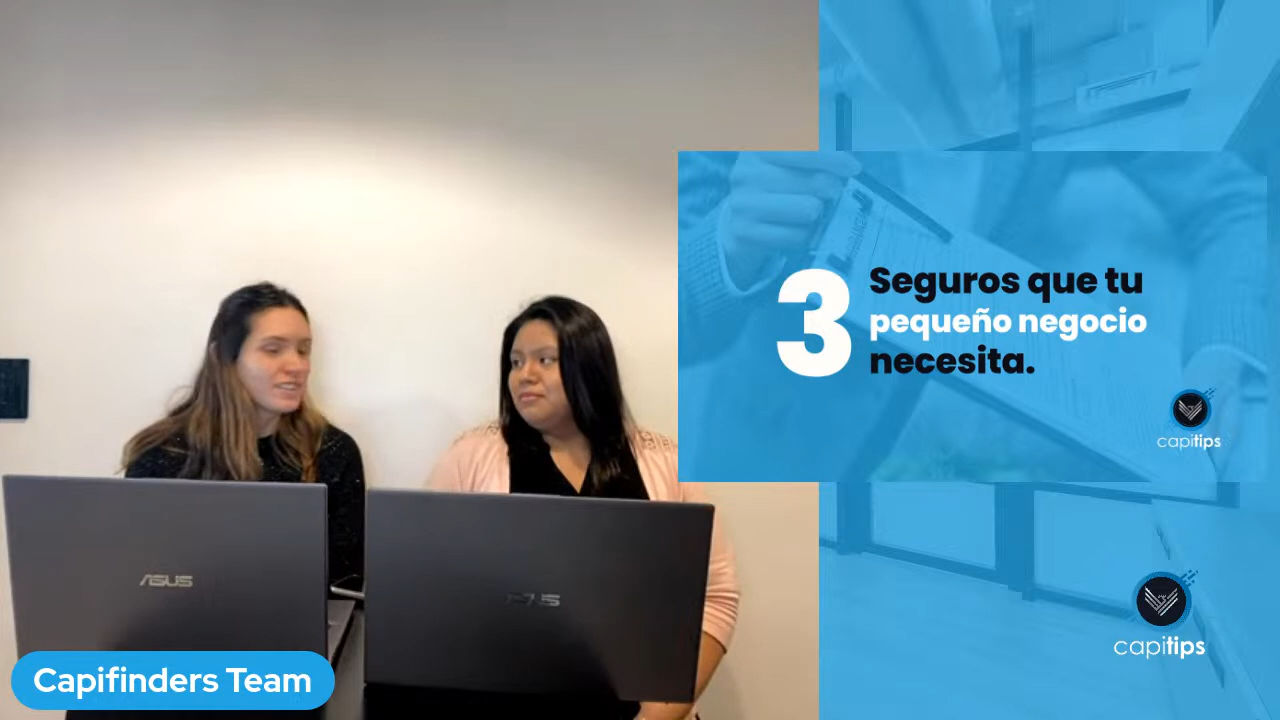 3
Seguros que tu
pequeño negocio
necesita.
capitips
capitips
ASUS
Capifinders Team